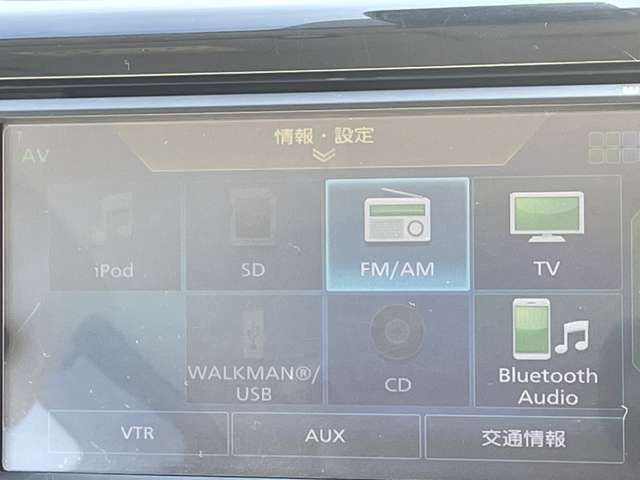 情報・設定
AV
iPod
SD
FM/AM
TV
WALKMAN®/
USB
CD
Bluetooth
Audio
VTR
AUX
交通情報